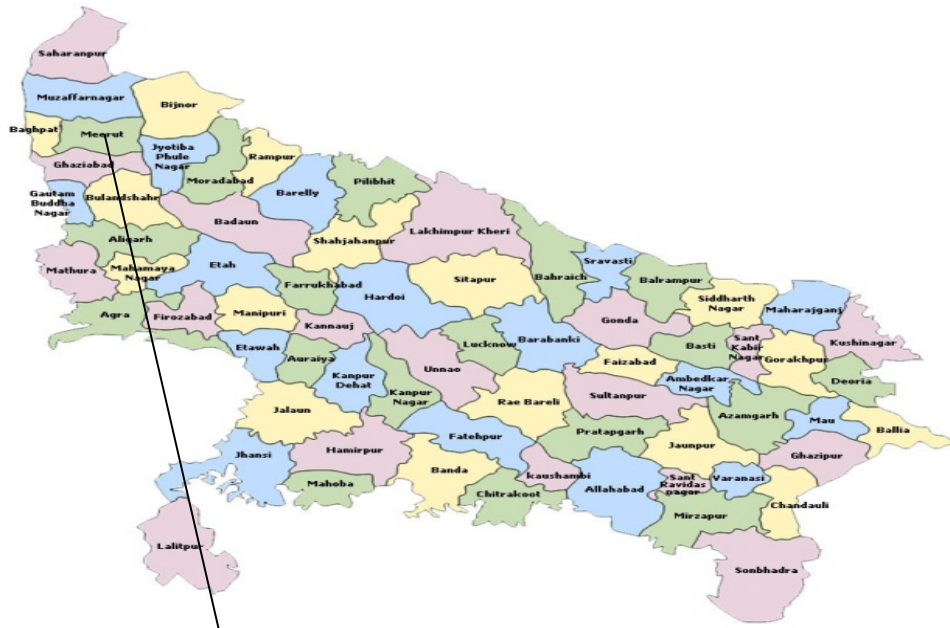 Saharanpur
Muzaffarnagar
Bijnor
Baghpat
Meerut
Jyotiba
Phule
Nagar
Rampur
Ghaziabad
Moradabad
Barelly
Pilibhit
Gautam
Buddha
Nagar
Bulandshahr
Badaun
Lakhimpur Kheri
Shahjahanpur
Aligarh
Mathura
Mahamaya
Nagar
Etah
Sitapur
Bahraich
Sravasti
Balrampur
Farrukhabad
Hardoi
Siddharth
Nagar
Maharajganj
Agra
Firozabad
Manipuri
Kannauj
Gonda
Sant
Kabir
Nagar
Kushinagar
Etawah
Auraiya
Lucknow
Barabanki
Basti
Gorakhpur
Faizabad
Kanpur
Dehat
Unnao
Ambedkar
Nagar
Deoria
Kanpur
Nagar
Rae Bareli
Sultanpur
Jalaun
Azamgarh
Mau
Ballia
Pratapgarh
Jaunpur
Fatehpur
Hamirpur
Jhansi
Ghazipur
Banda
kaushambi
Mahoba
Chitrakoot
Allahabad
Sant
Ravidas
nagar
Varanasi
Chandauli
Mirzapur
Lalitpur
Sonbhadra